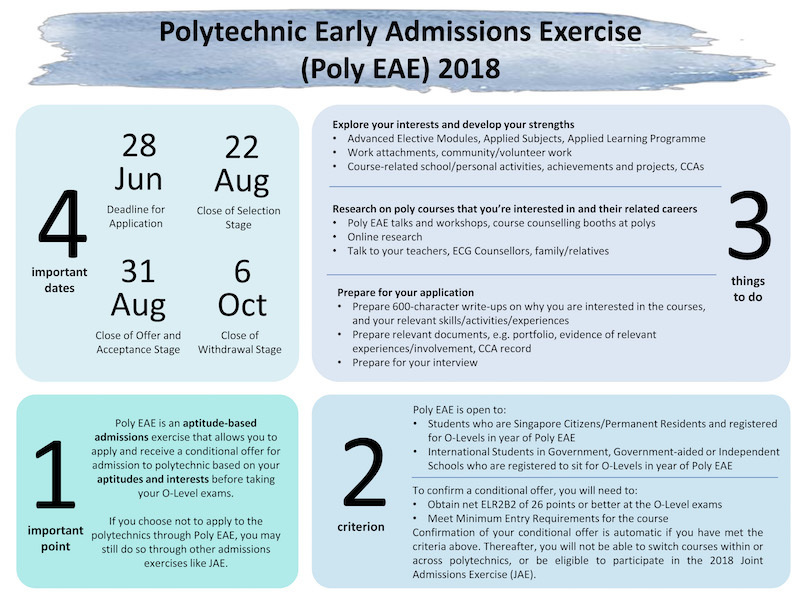 Polytechnic Early Admissions Exercise
(Poly EAE) 2018
4
important
dates
28
Jun
Deadline for
Application
22
Aug
Close of Selection
Stage
31
Aug
Close of Offer and
Acceptance Stage
6
Oct
Close of
Withdrawal Stage
Explore your interests and develop your strengths
• Advanced Elective Modules, Applied Subjects, Applied Learning Programme
• Work attachments, community/volunteer work
• Course-related school/personal activities, achievements and projects, CCAs
Research on poly courses that you're interested in and their related careers
• Poly EAE talks and workshops, course counselling booths at polys
• Online research
• Talk to your teachers, ECG Counsellors, family/relatives
Prepare for your application
• Prepare 600-character write-ups on why you are interested in the courses,
and your relevant skills/activities/experiences
• Prepare relevant documents, e.g. portfolio, evidence of relevant
experiences/involvement, CCA record
• Prepare for your interview
3
things
to do
1
important
point
Poly EAE is an aptitude-based
admissions exercise that allows you to
apply and receive a conditional offer for
admission to polytechnic based on your
aptitudes and interests before taking
your O-Level exams.
If you choose not to apply to the
polytechnics through Poly EAE, you may
still do so through other admissions
exercises like JAE.
2
criterion
Poly EAE is open to:
• Students who are Singapore Citizens/Permanent Residents and registered
for O-Levels in year of Poly EAE
• International Students in Government, Government-aided or Independent
Schools who are registered to sit for O-Levels in year of Poly EAE
To confirm a conditional offer, you will need to:
• Obtain net ELR2B2 of 26 points or better at the O-Level exams
• Meet Minimum Entry Requirements for the course
Confirmation of your conditional offer is automatic if you have met the
criteria above. Thereafter, you will not be able to switch courses within or
across polytechnics, or be eligible to participate in the 2018 Joint
Admissions Exercise (JAE).